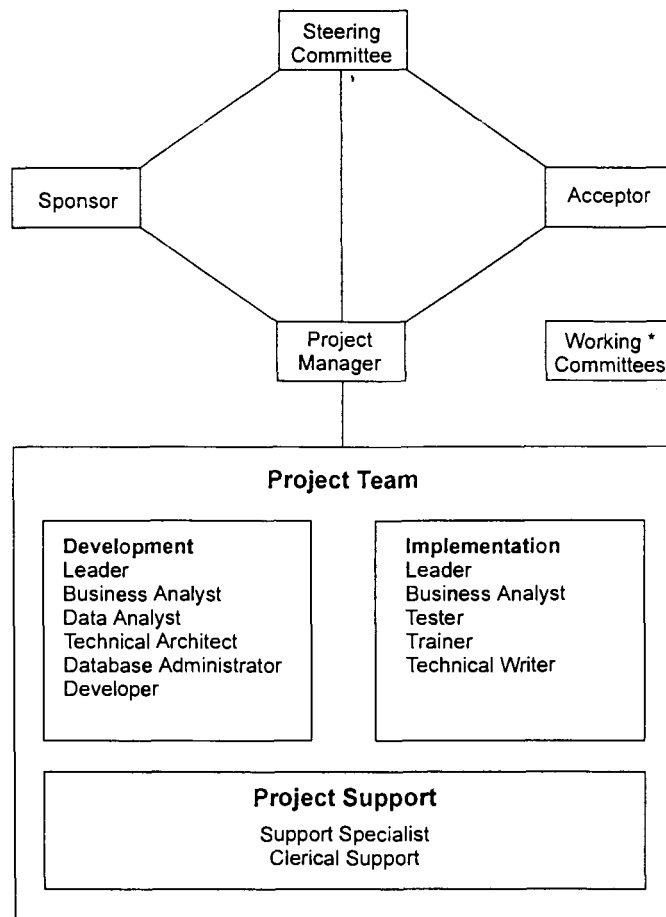 Steering
Committee
Sponsor
Acceptor
Project
Manager
Working *
Committees
Project Team
Development
Leader
Business Analyst
Data Analyst
Technical Architect
Database Administrator
Developer
Implementation
Leader
Business Analyst
Tester
Trainer
Technical Writer
Project Support
Support Specialist
Clerical Support